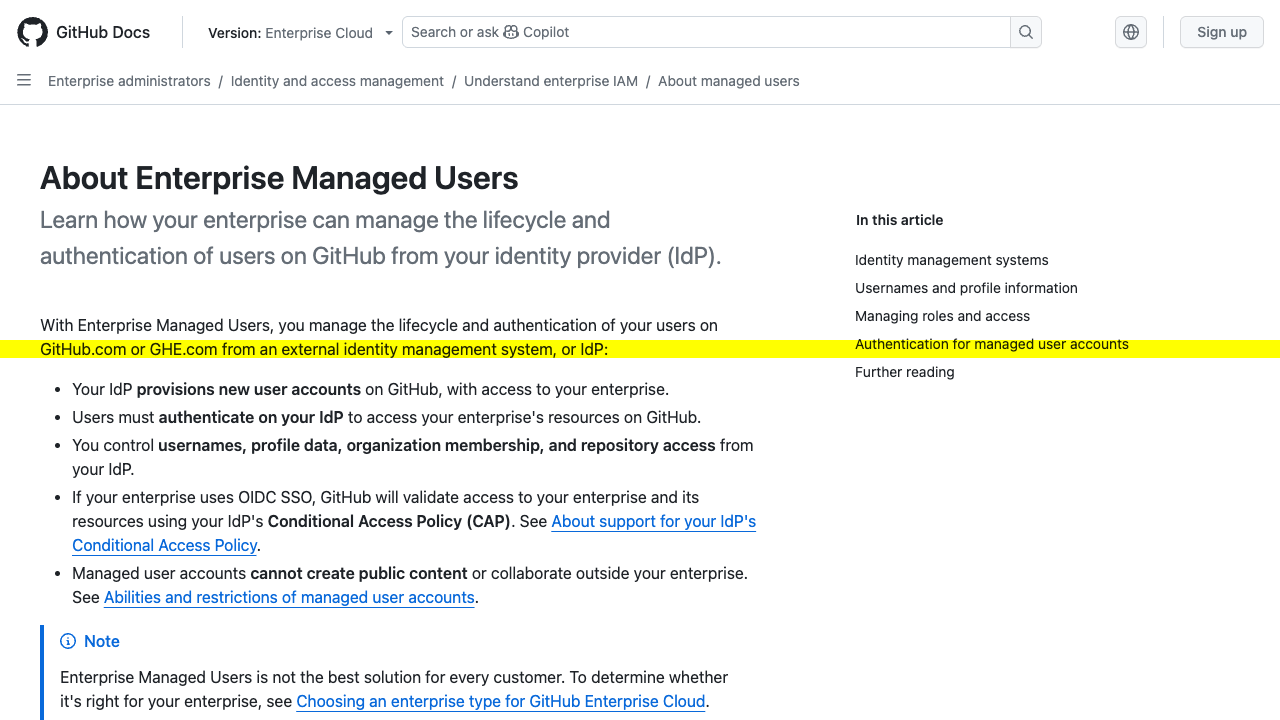 GitHub Docs
Version: Enterprise Cloud
Search or ask Copilot
Sign up
Enterprise administrators / Identity and access management / Understand enterprise IAM / About managed users
About Enterprise Managed Users
Learn how your enterprise can manage the lifecycle and
authentication of users on GitHub from your identity provider (IdP).
With Enterprise Managed Users, you manage the lifecycle and authentication of your users on
GitHub.com or GHE.com from an external identity management system, or IdP:
• Your IdP provisions new user accounts on GitHub, with access to your enterprise.
• Users must authenticate on your IdP to access your enterprise's resources on GitHub.
• You control usernames, profile data, organization membership, and repository access from
your IdP.
• If your enterprise uses OIDC SSO, GitHub will validate access to your enterprise and its
resources using your IdP's Conditional Access Policy (CAP). See About support for your IdP's
Conditional Access Policy.
• Managed user accounts cannot create public content or collaborate outside your enterprise.
See Abilities and restrictions of managed user accounts.
Note
Enterprise Managed Users is not the best solution for every customer. To determine whether
it's right for your enterprise, see Choosing an enterprise type for GitHub Enterprise Cloud.
In this article
Identity management systems
Usernames and profile information
Managing roles and access
Authentication for managed user accounts
Further reading